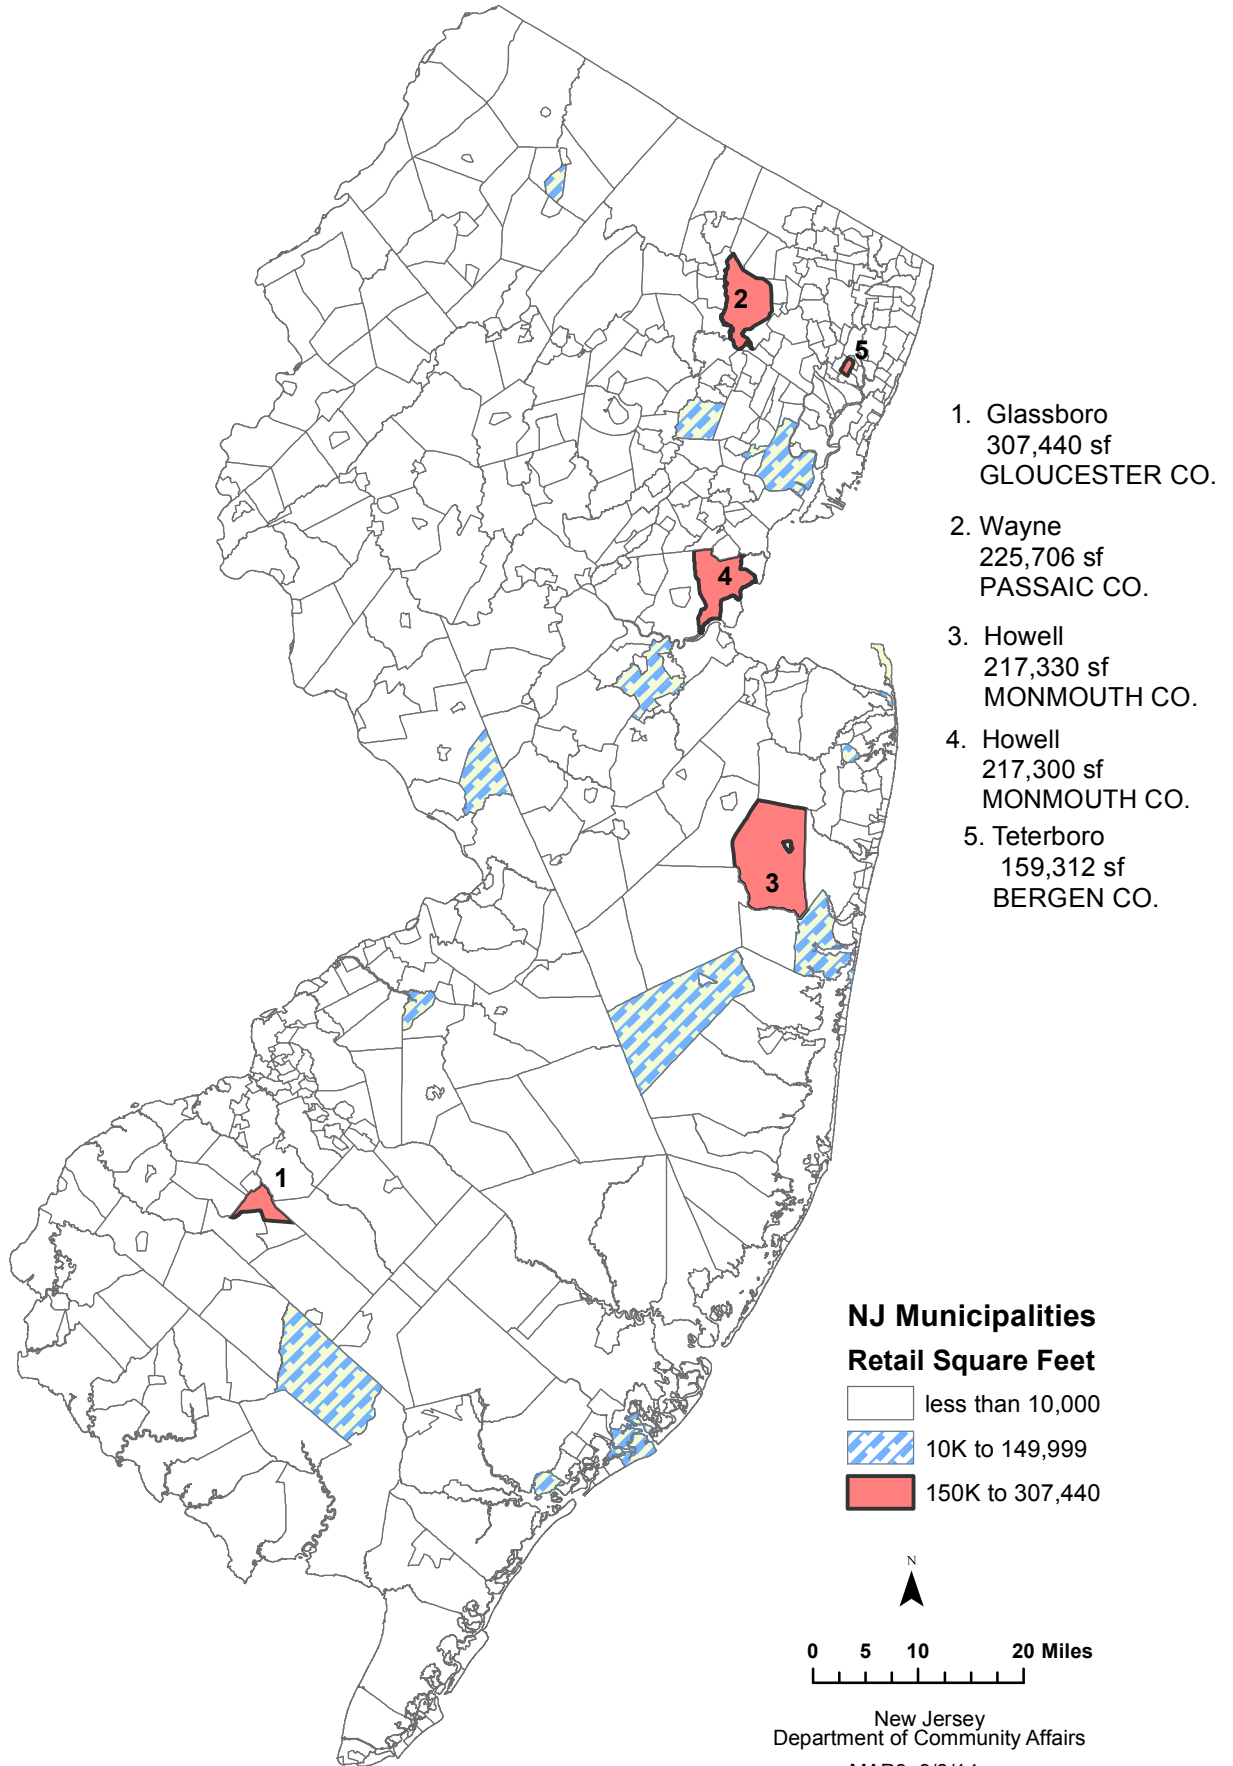 2
5
1. Glassboro
307,440 sf
GLOUCESTER CO.
2. Wayne
225,706 sf
PASSAIC CO.
4
3. Howell
217,330 sf
MONMOUTH CO.
4. Howell
217,300 sf
MONMOUTH CO.
5. Teterboro
159,312 sf
BERGEN CO.
3
1
NJ Municipalities
Retail Square Feet
less than 10,000
10K to 149,999
150K to 307,440
N
0 5 10 20 Miles
New Jersey
Department of Community Affairs